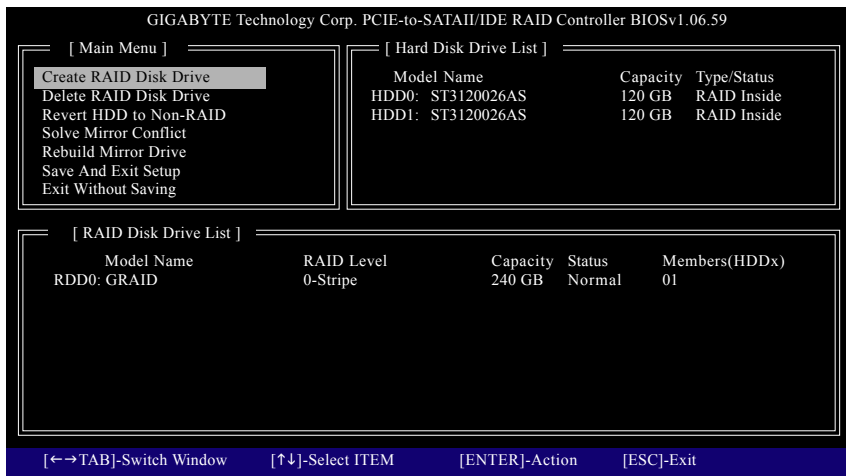 GIGABYTE Technology Corp. PCIE-to-SATAII/IDE RAID Controller BIOSv1.06.59
[ Main Menu ]
Create RAID Disk Drive
Delete RAID Disk Drive
Revert HDD to Non-RAID
Solve Mirror Conflict
Rebuild Mirror Drive
Save And Exit Setup
Exit Without Saving
[ Hard Disk Drive List ]
Model Name Capacity Type/Status
HDD0: ST3120026AS 120 GB RAID Inside
HDD1: ST3120026AS 120 GB RAID Inside
[ RAID Disk Drive List ]
Model Name RAID Level Capacity Status Members(HDDx)
RDD0: GRAID 0-Stripe 240 GB Normal 01
[←→TAB]-Switch Window [↑↓]-Select ITEM [ENTER]-Action [ESC]-Exit